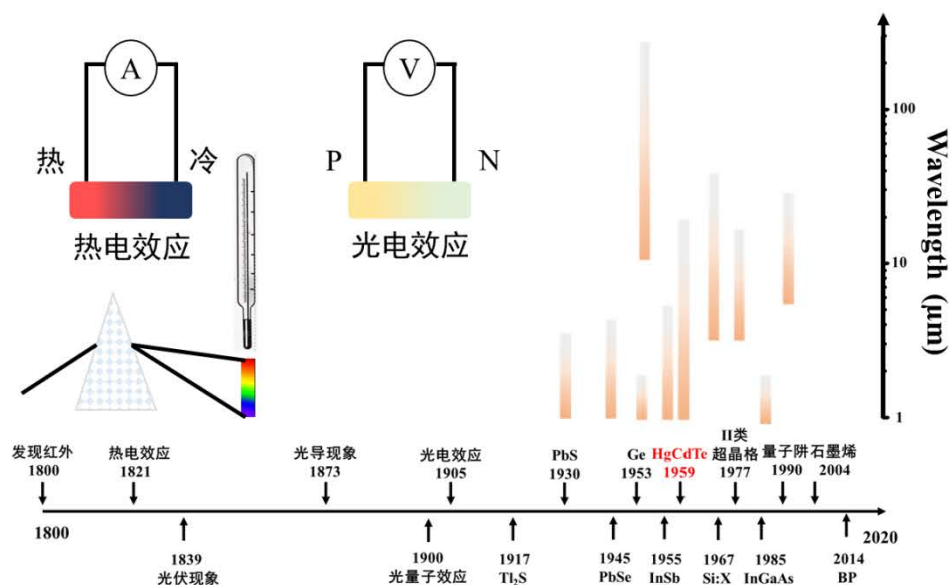 A
V
热
冷
P
N
热电效应
光电效应
100
10
1
Wavelength (μm)
发现红外
1800
热电效应
1821
光导现象
1873
光电效应
1905
PbS
1930
Ge
1953
HgCdTe
1959
II类
超晶格
1977
量子阱
1990
石墨烯
2004
1800
2020
1839
光伏现象
1900
光量子效应
1917
Tl₂S
1945
PbSe
1955
InSb
1967
Si:X
1985
InGaAs
2014
BP